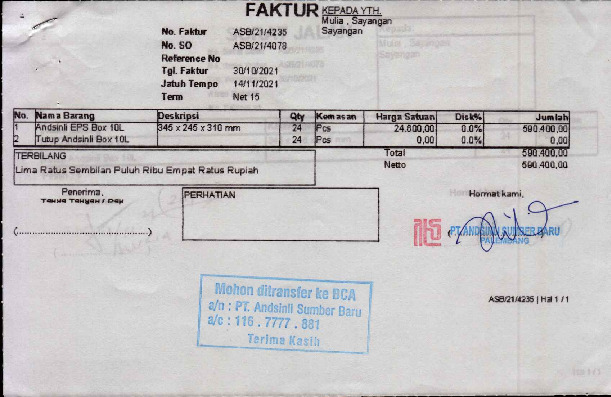 FAKTUR
KEPADA YTH.
Mulia , Sayangan
Sayangan
No. Faktur ASB/21/4235
No. SO ASB/21/4078
Reference No
Tgl. Faktur 30/10/2021
Jatuh Tempo 14/11/2021
Term Net 15
No. Nama Barang Deskripsi Qty Kemasan Harga Satuan Disk% Jumlah
1 Andsinli EPS Box 10L 345 x 245 x 310 mm 24 Pcs 24.600,00 0.0% 590.400,00
2 Tutup Andsinli Box 10L 24 Pcs 0,00 0.0% 0,00
TERBILANG
Lima Ratus Sembilan Puluh Ribu Empat Ratus Rupiah
Total 590.400,00
Netto 590.400,00
Penerima,
PERHATIAN
Hormat kami,
(..............................)
PT. ANDSINLI SUMBER BARU
PALEMBANG
Mohon ditransfer ke BCA
a/n : PT. Andsinli Sumber Baru
a/c : 116 . 7777 . 881
Terima Kasih
ASB/21/4235 | Hal 1 / 1